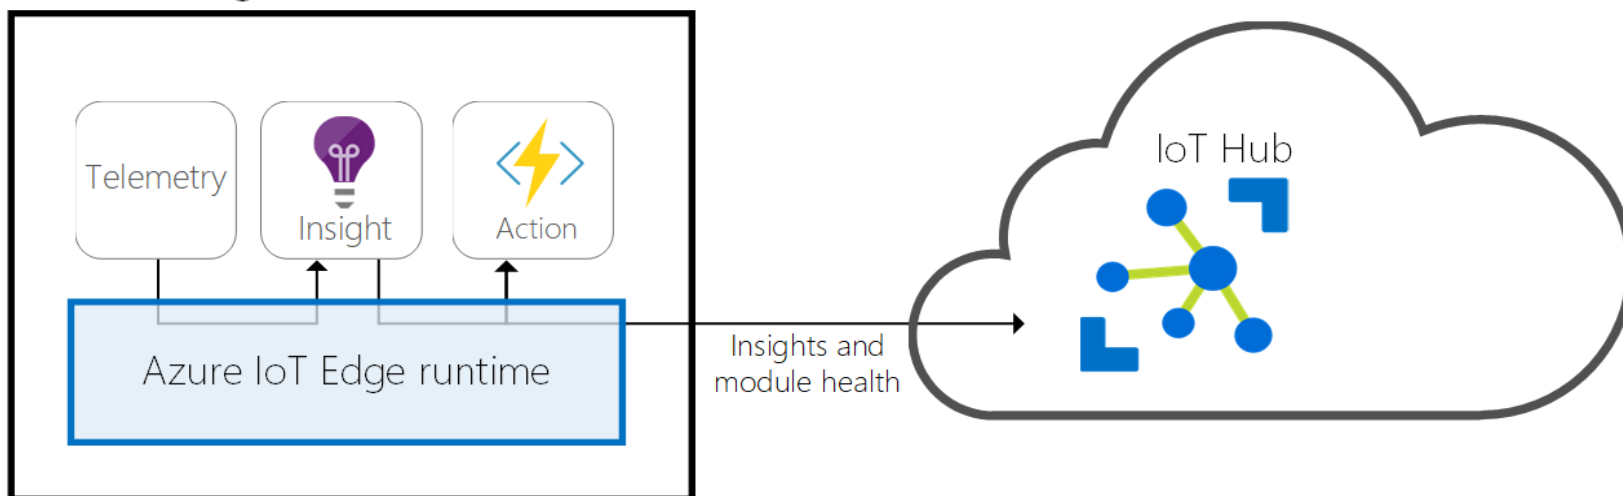 Telemetry
Insight
Action
Azure IoT Edge runtime
Insights and
module health
IoT Hub